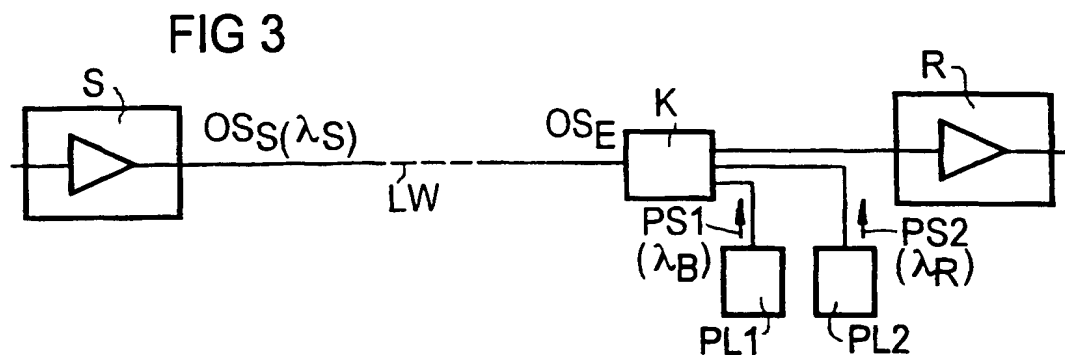 FIG 3
S
R
K
OSS(λS)
OSE
LW
PS1
(λB)
PS2
(λR)
PL1
PL2